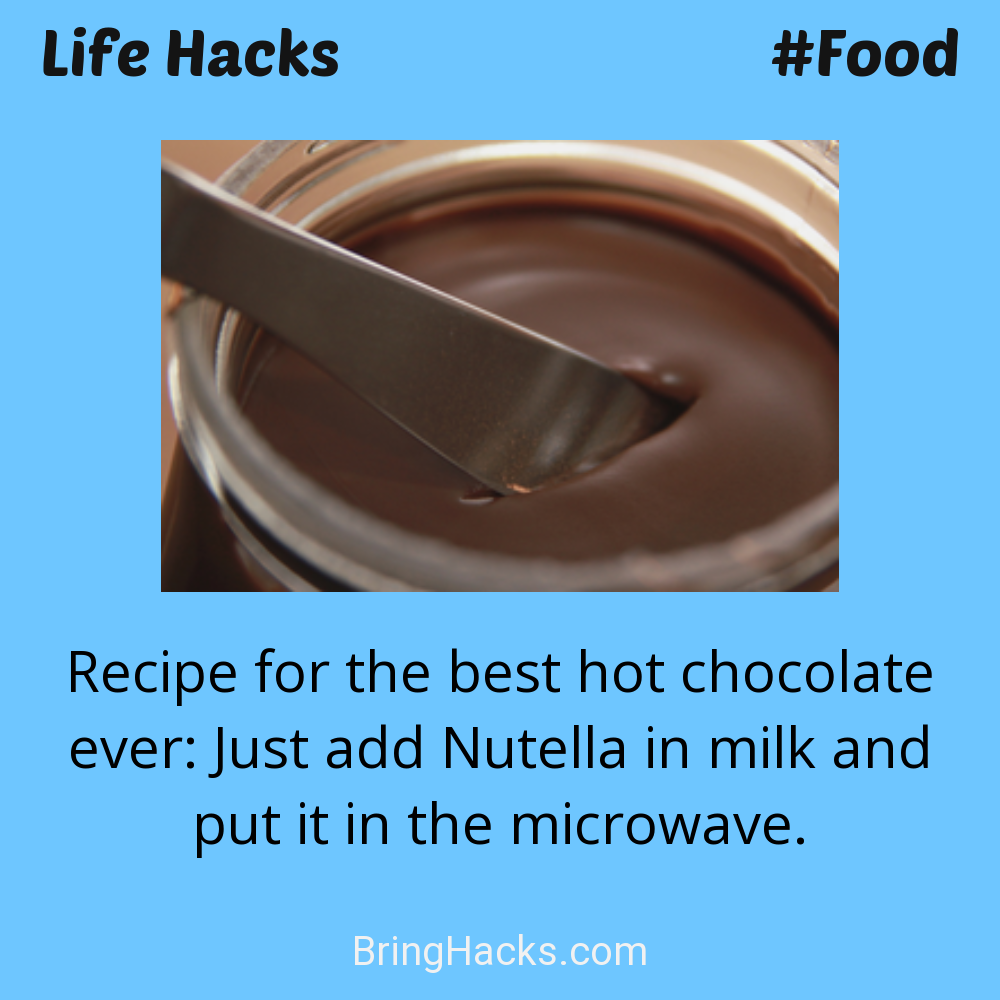 Life Hacks
#Food
Recipe for the best hot chocolate
ever: Just add Nutella in milk and
put it in the microwave.
BringHacks.com